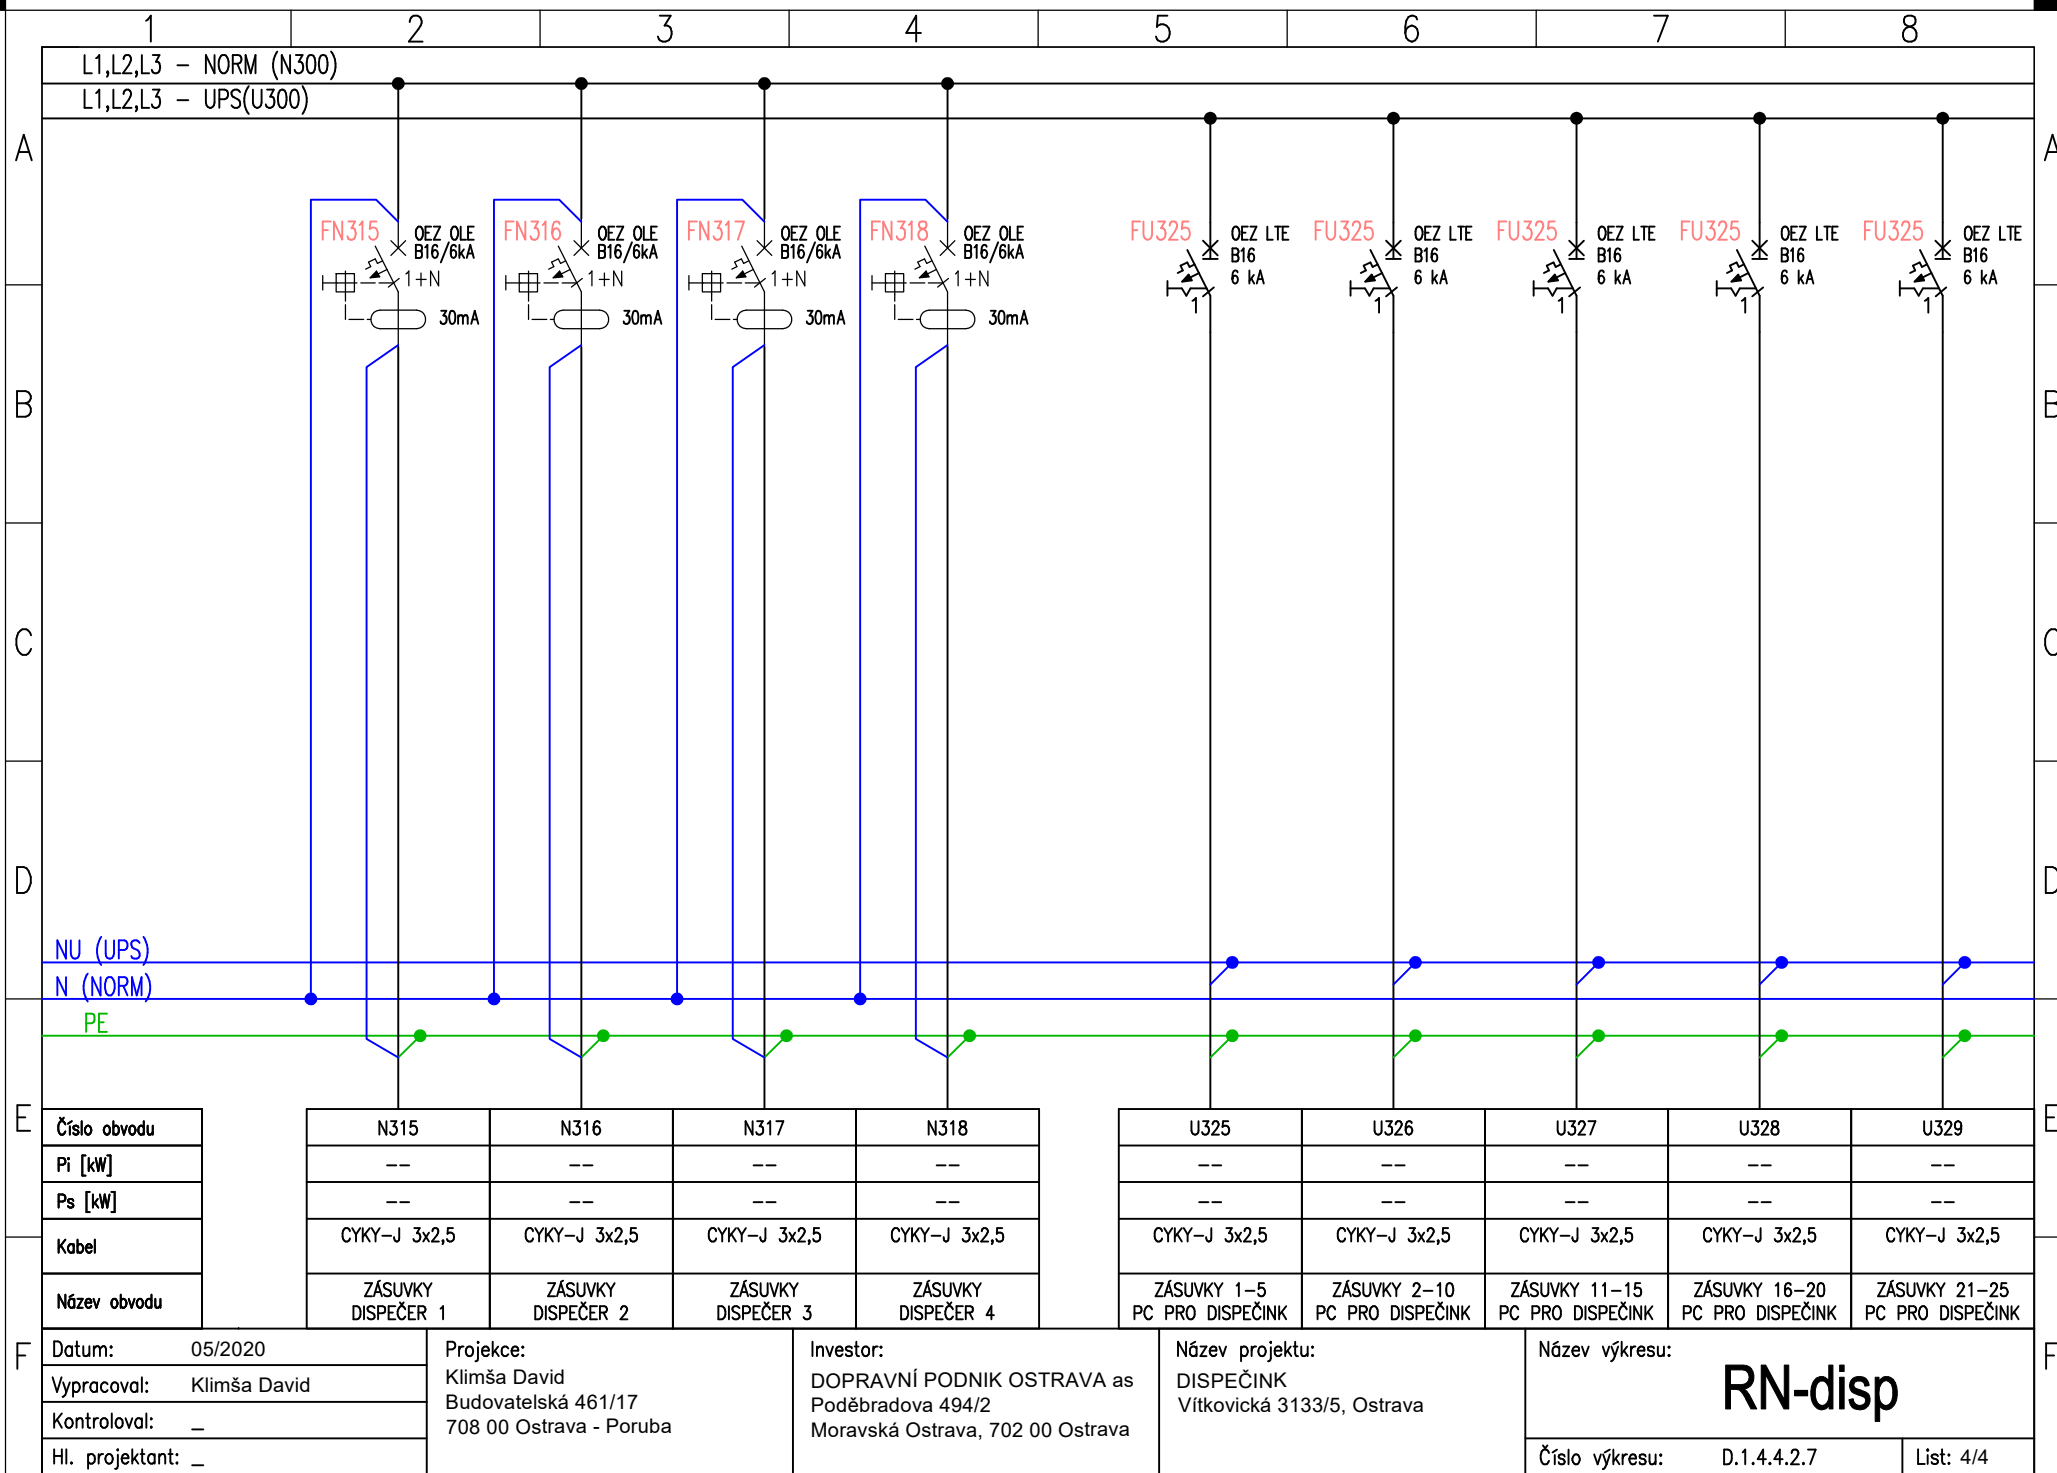 1 2 3 4 5 6 7 8
L1,L2,L3 – NORM (N300)
L1,L2,L3 – UPS(U300)
A A
FN315 OEZ OLE B16/6kA 1+N 30mA
FN316 OEZ OLE B16/6kA 1+N 30mA
FN317 OEZ OLE B16/6kA 1+N 30mA
FN318 OEZ OLE B16/6kA 1+N 30mA
FU325 OEZ LTE B16 6 kA 1
FU325 OEZ LTE B16 6 kA 1
FU325 OEZ LTE B16 6 kA 1
FU325 OEZ LTE B16 6 kA 1
FU325 OEZ LTE B16 6 kA 1
B B
C C
D D
NU (UPS)
N (NORM)
PE
E E
Číslo obvodu N315 N316 N317 N318 U325 U326 U327 U328 U329
Pi [kW] -- -- -- -- -- -- -- -- --
Ps [kW] -- -- -- -- -- -- -- -- --
Kabel CYKY-J 3x2,5 CYKY-J 3x2,5 CYKY-J 3x2,5 CYKY-J 3x2,5 CYKY-J 3x2,5 CYKY-J 3x2,5 CYKY-J 3x2,5 CYKY-J 3x2,5 CYKY-J 3x2,5
Název obvodu
ZÁSUVKY DISPEČER 1
ZÁSUVKY DISPEČER 2
ZÁSUVKY DISPEČER 3
ZÁSUVKY DISPEČER 4
ZÁSUVKY 1-5 PC PRO DISPEČINK
ZÁSUVKY 2-10 PC PRO DISPEČINK
ZÁSUVKY 11-15 PC PRO DISPEČINK
ZÁSUVKY 16-20 PC PRO DISPEČINK
ZÁSUVKY 21-25 PC PRO DISPEČINK
F F
Datum: 05/2020
Vypracoval: Klimša David
Kontroloval: _
Hl. projektant: _
Projekce:
Klimša David
Budovatelská 461/17
708 00 Ostrava - Poruba
Investor:
DOPRAVNÍ PODNIK OSTRAVA as
Poděbradova 494/2
Moravská Ostrava, 702 00 Ostrava
Název projektu:
DISPEČINK
Vítkovická 3133/5, Ostrava
Název výkresu:
RN-disp
Číslo výkresu: D.1.4.4.2.7
List: 4/4